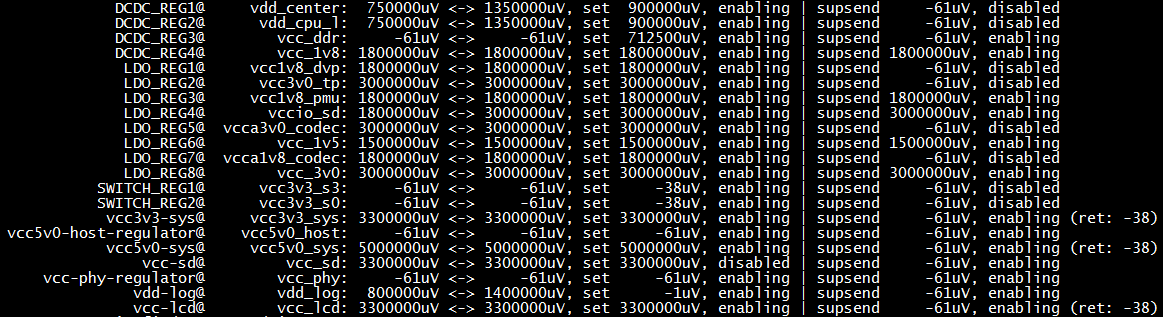 DCDC_REG1@ vdd_center: 750000uV <-> 1350000uV, set 900000uV, enabling | supsend -61uV, disabled
DCDC_REG2@ vdd_cpu_l: 750000uV <-> 1350000uV, set 900000uV, enabling | supsend -61uV, disabled
DCDC_REG3@ vcc_ddr: -61uV <-> -61uV, set 712500uV, enabling | supsend -61uV, enabling
DCDC_REG4@ vcc_1v8: 1800000uV <-> 1800000uV, set 1800000uV, enabling | supsend 1800000uV, enabling
LDO_REG1@ vcc1v8_dvp: 1800000uV <-> 1800000uV, set 1800000uV, enabling | supsend -61uV, disabled
LDO_REG2@ vcc3v0_tp: 3000000uV <-> 3000000uV, set 3000000uV, enabling | supsend -61uV, disabled
LDO_REG3@ vcc1v8_pmu: 1800000uV <-> 1800000uV, set 1800000uV, enabling | supsend 1800000uV, enabling
LDO_REG4@ vccio_sd: 1800000uV <-> 3000000uV, set 3000000uV, enabling | supsend 3000000uV, enabling
LDO_REG5@ vcca3v0_codec: 3000000uV <-> 3000000uV, set 3000000uV, enabling | supsend -61uV, disabled
LDO_REG6@ vcc_1v5: 1500000uV <-> 1500000uV, set 1500000uV, enabling | supsend 1500000uV, enabling
LDO_REG7@ vcca1v8_codec: 1800000uV <-> 1800000uV, set 1800000uV, enabling | supsend -61uV, disabled
LDO_REG8@ vcc_3v0: 3000000uV <-> 3000000uV, set 3000000uV, enabling | supsend 3000000uV, enabling
SWITCH_REG1@ vcc3v3_s3: -61uV <-> -61uV, set -38uV, enabling | supsend -61uV, disabled
SWITCH_REG2@ vcc3v3_s0: -61uV <-> -61uV, set -38uV, enabling | supsend -61uV, disabled
vcc3v3-sys@ vcc3v3_sys: 3300000uV <-> 3300000uV, set 3300000uV, enabling | supsend -61uV, enabling (ret: -38)
vcc5v0-host-regulator@ vcc5v0_host: -61uV <-> -61uV, set -61uV, enabling | supsend -61uV, enabling
vcc5v0-sys@ vcc5v0_sys: 5000000uV <-> 5000000uV, set 5000000uV, enabling | supsend -61uV, enabling (ret: -38)
vcc-sd@ vcc_sd: 3300000uV <-> 3300000uV, set 3300000uV, disabled | supsend -61uV, enabling
vcc-phy-regulator@ vcc_phy: -61uV <-> -61uV, set -61uV, enabling | supsend -61uV, enabling
vdd-log@ vdd_log: 800000uV <-> 1400000uV, set -1uV, enabling | supsend -61uV, enabling
vcc-lcd@ vcc_lcd: 3300000uV <-> 3300000uV, set 3300000uV, enabling | supsend -61uV, enabling (ret: -38)